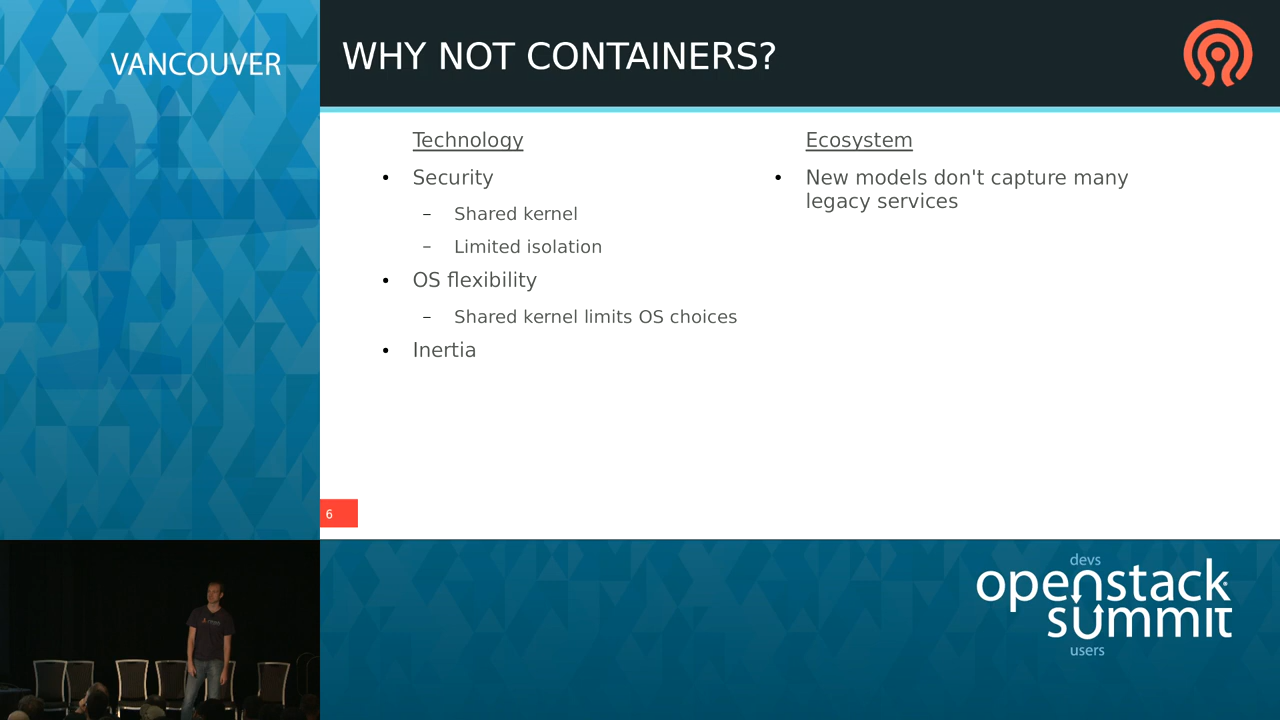 VANCOUVER
WHY NOT CONTAINERS?
Technology
• Security
– Shared kernel
– Limited isolation
• OS flexibility
– Shared kernel limits OS choices
• Inertia
Ecosystem
• New models don't capture many
legacy services
6
devs
openstack
summit
users